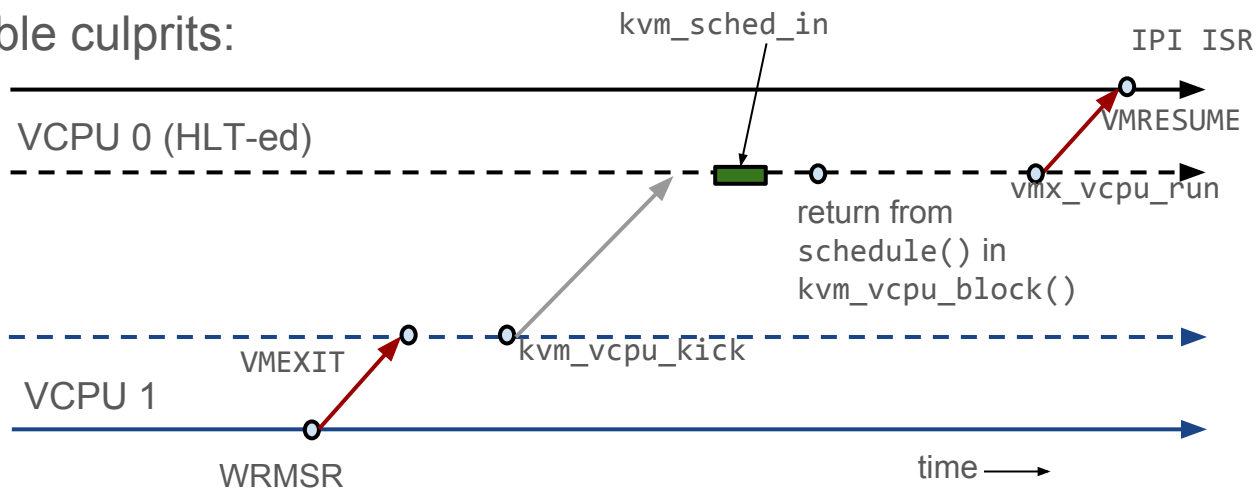 ble culprits:
kvm_sched_in
IPI ISR
VMRESUME
VCPU 0 (HLT-ed)
vmx_vcpu_run
return from
schedule() in
kvm_vcpu_block()
kvm_vcpu_kick
VMEXIT
VCPU 1
WRMSR
time